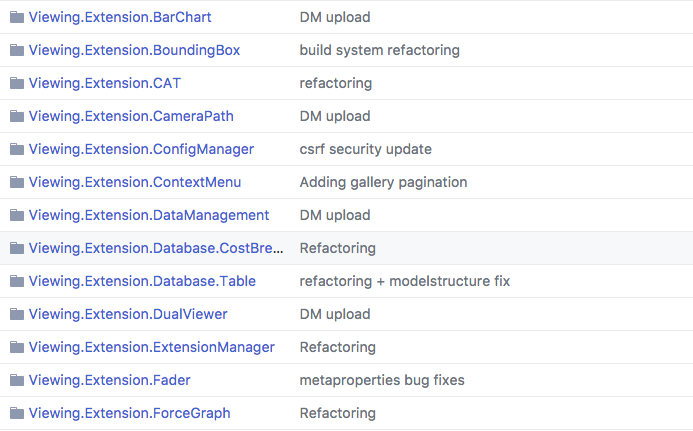 Viewing.Extension.BarChart DM upload
Viewing.Extension.BoundingBox build system refactoring
Viewing.Extension.CAT refactoring
Viewing.Extension.CameraPath DM upload
Viewing.Extension.ConfigManager csrf security update
Viewing.Extension.ContextMenu Adding gallery pagination
Viewing.Extension.DataManagement DM upload
Viewing.Extension.Database.CostBre... Refactoring
Viewing.Extension.Database.Table refactoring + modelstructure fix
Viewing.Extension.DualViewer DM upload
Viewing.Extension.ExtensionManager Refactoring
Viewing.Extension.Fader metaproperties bug fixes
Viewing.Extension.ForceGraph Refactoring